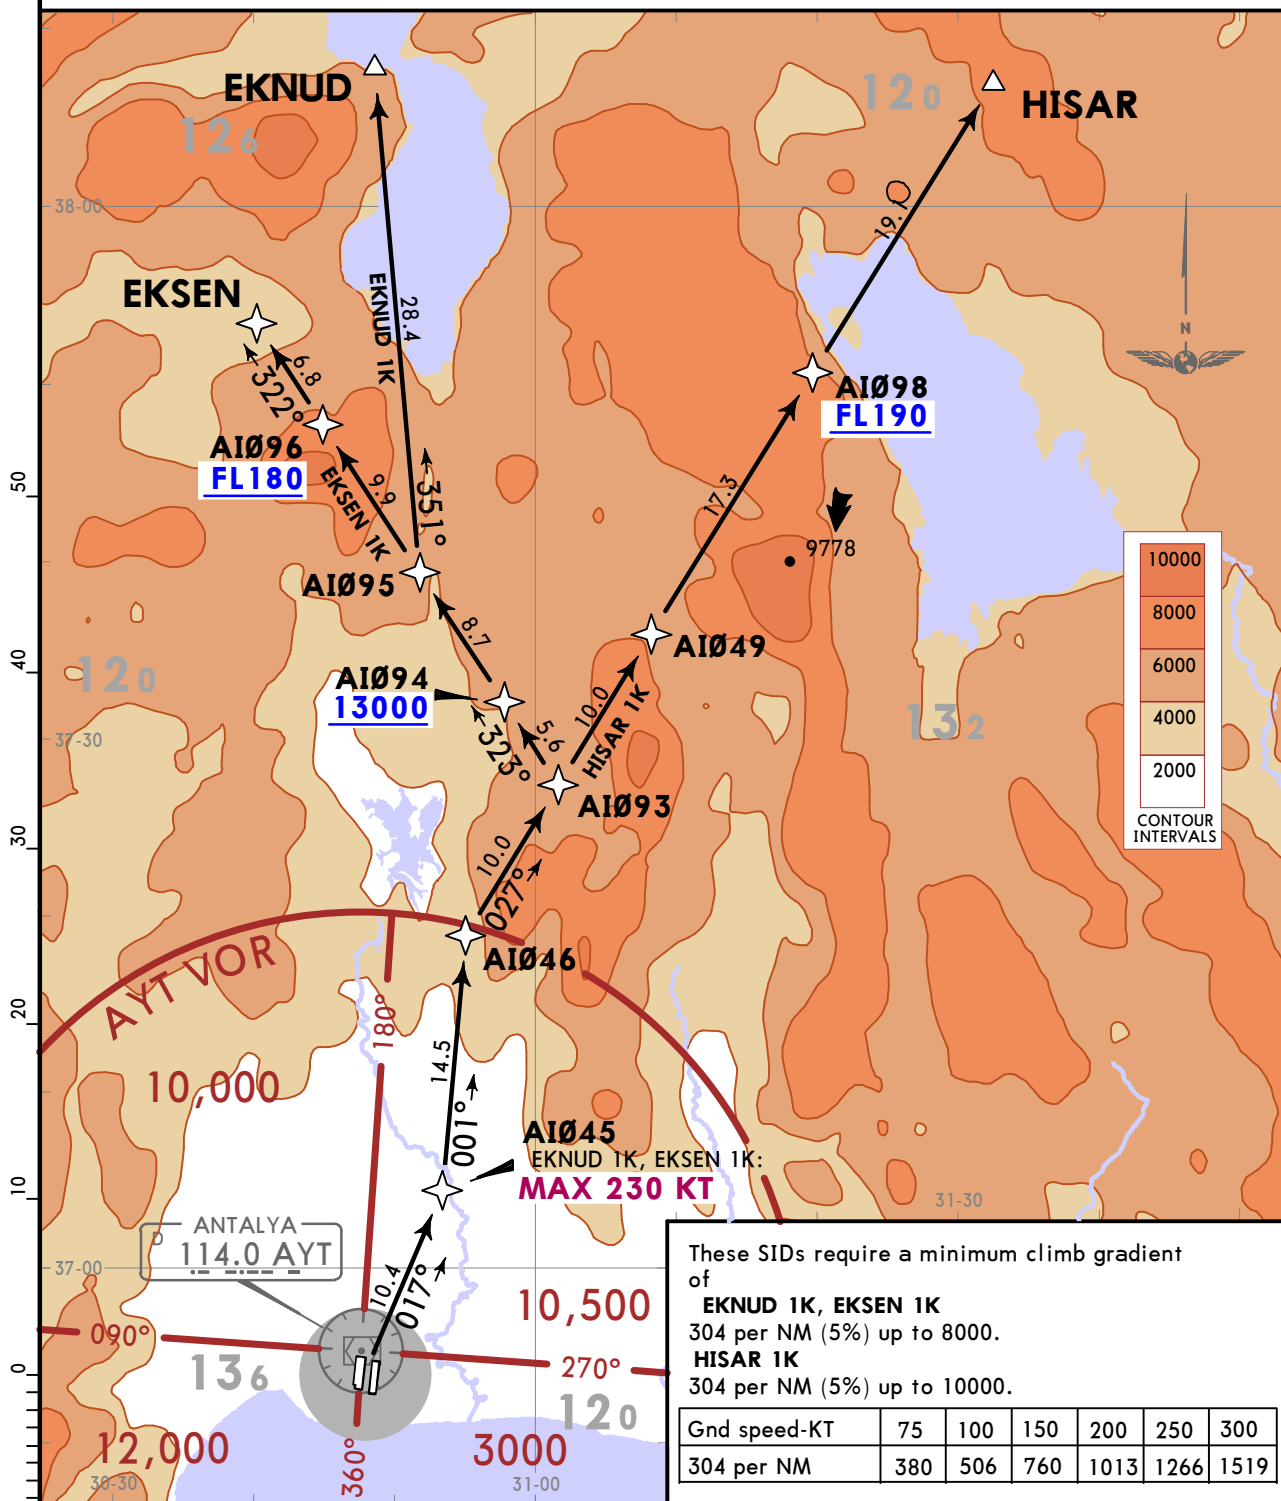 EKNUD
126
120
HISAR
38-00
19.1
EKSEN
EKNUD 1K
28.4
6.8
322°
N
AIØ98
FL190
AIØ96
FL180
9.9
EKSEN 1K
351°
17.3
50
9778
10000
8000
6000
4000
2000
CONTOUR
INTERVALS
AIØ95
8.7
AIØ49
40
120
AIØ94
13000
10.0
HISAR 1K
132
37-30
5.6
323°
AIØ93
30
10.0
027°
AYT VOR
AIØ46
20
180°
14.5
10,000
001°
AIØ45
EKNUD 1K, EKSEN 1K:
MAX 230 KT
10
31-30
ANTALYA
D
114.0 AYT
37-00
10.4
017°
10,500
090°
136
270°
0
120
12,000
3000
360°
30-30
31-00
These SIDs require a minimum climb gradient
of
EKNUD 1K, EKSEN 1K
304 per NM (5%) up to 8000.
HISAR 1K
304 per NM (5%) up to 10000.
Gnd speed-KT 75 100 150 200 250 300
304 per NM 380 506 760 1013 1266 1519